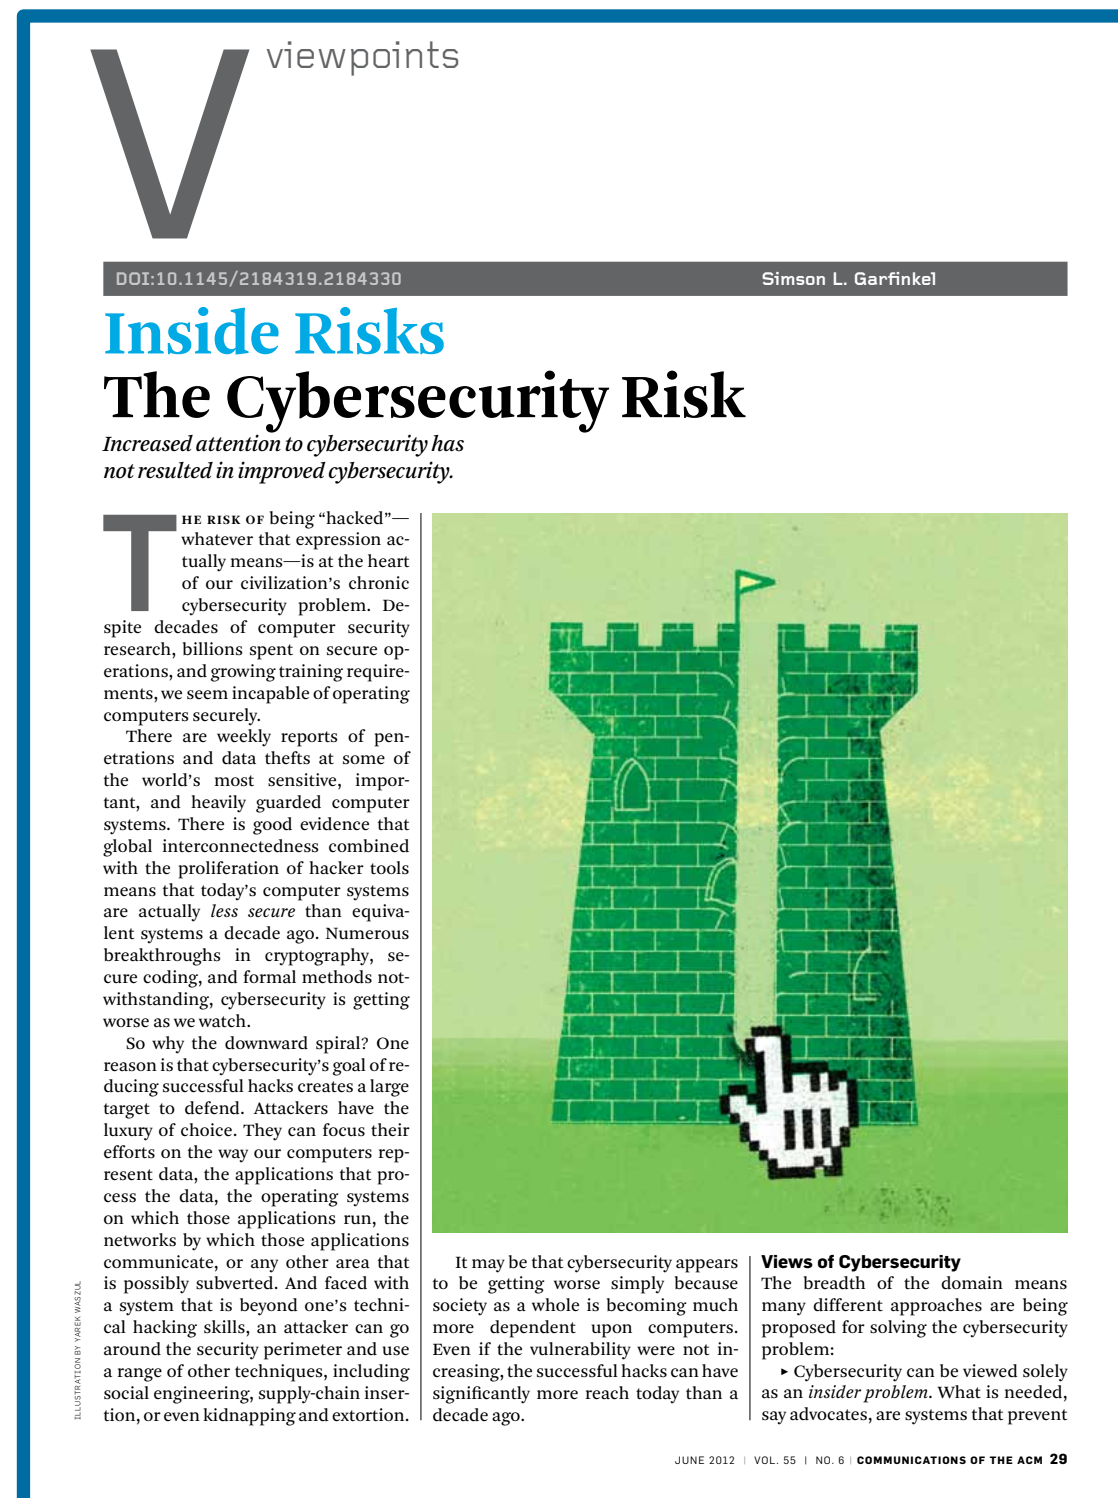 V
viewpoints
DOI:10.1145/2184319.2184330
Simson L. Garfinkel
Inside Risks
The Cybersecurity Risk
Increased attention to cybersecurity has
not resulted in improved cybersecurity.
THE RISK OF being “hacked”—
whatever that expression ac-
tually means—is at the heart
of our civilization’s chronic
cybersecurity problem. De-
spite decades of computer security
research, billions spent on secure op-
erations, and growing training require-
ments, we seem incapable of operating
computers securely.
There are weekly reports of pen-
etrations and data thefts at some of
the world’s most sensitive, impor-
tant, and heavily guarded computer
systems. There is good evidence that
global interconnectedness combined
with the proliferation of hacker tools
means that today’s computer systems
are actually less secure than equiva-
lent systems a decade ago. Numerous
breakthroughs in cryptography, se-
cure coding, and formal methods not-
withstanding, cybersecurity is getting
worse as we watch.
So why the downward spiral? One
reason is that cybersecurity’s goal of re-
ducing successful hacks creates a large
target to defend. Attackers have the
luxury of choice. They can focus their
efforts on the way our computers rep-
resent data, the applications that pro-
cess the data, the operating systems
on which those applications run, the
networks by which those applications
communicate, or any other area that
is possibly subverted. And faced with
a system that is beyond one’s techni-
cal hacking skills, an attacker can go
around the security perimeter and use
a range of other techniques, including
social engineering, supply-chain inser-
tion, or even kidnapping and extortion.
It may be that cybersecurity appears
to be getting worse simply because
society as a whole is becoming much
more dependent upon computers.
Even if the vulnerability were not in-
creasing, the successful hacks can have
significantly more reach today than a
decade ago.
Views of Cybersecurity
The breadth of the domain means
many different approaches are being
proposed for solving the cybersecurity
problem:
▸ Cybersecurity can be viewed solely
as an insider problem. What is needed,
say advocates, are systems that prevent
ILLUSTRATION BY YAREK WASZUL
JUNE 2012 | VOL. 55 | NO. 6 | COMMUNICATIONS OF THE ACM 29